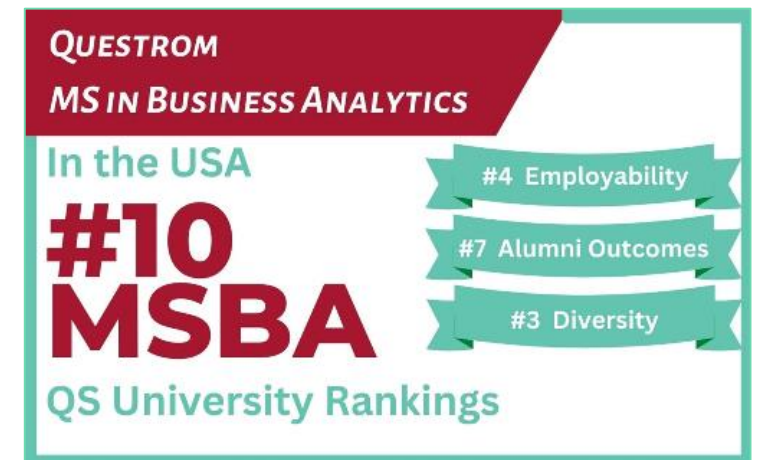 QUESTROM
MS IN BUSINESS ANALYTICS
In the USA
#10
MSBA
QS University Rankings
#4 Employability
#7 Alumni Outcomes
#3 Diversity